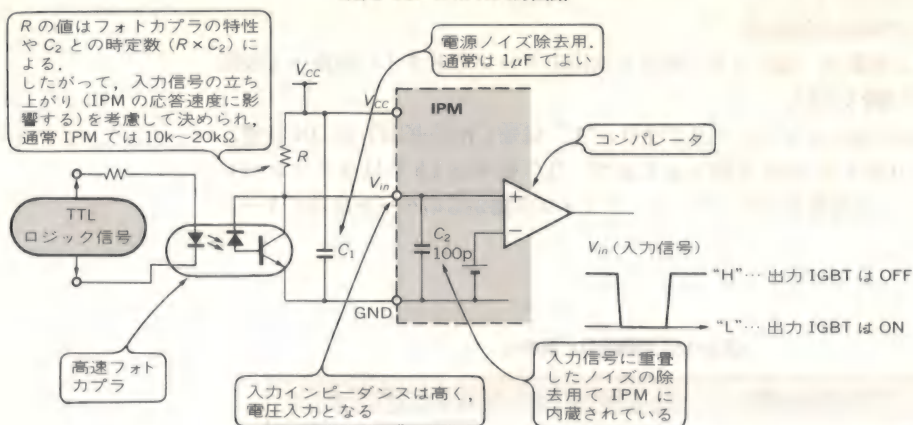 Rの値はフォトカプラの特性
やC₂との時定数(R×C₂)に
よる.
したがって，入力信号の立ち
上がり(IPMの応答速度に影
響する)を考慮して決められ,
通常IPMでは10k〜20kΩ
電源ノイズ除去用.
通常は1μFでよい
VCC
VCC
IPM
コンパレータ
R
Vin
+
−
TTL
ロジック信号
C₁
C₂
100p
GND
Vin(入力信号)
“H”…出力IGBTはOFF
“L”…出力IGBTはON
高速フォト
カプラ
入力インピーダンスは高く,
電圧入力となる
入力信号に重畳
したノイズの除
去用でIPMに
内蔵されている